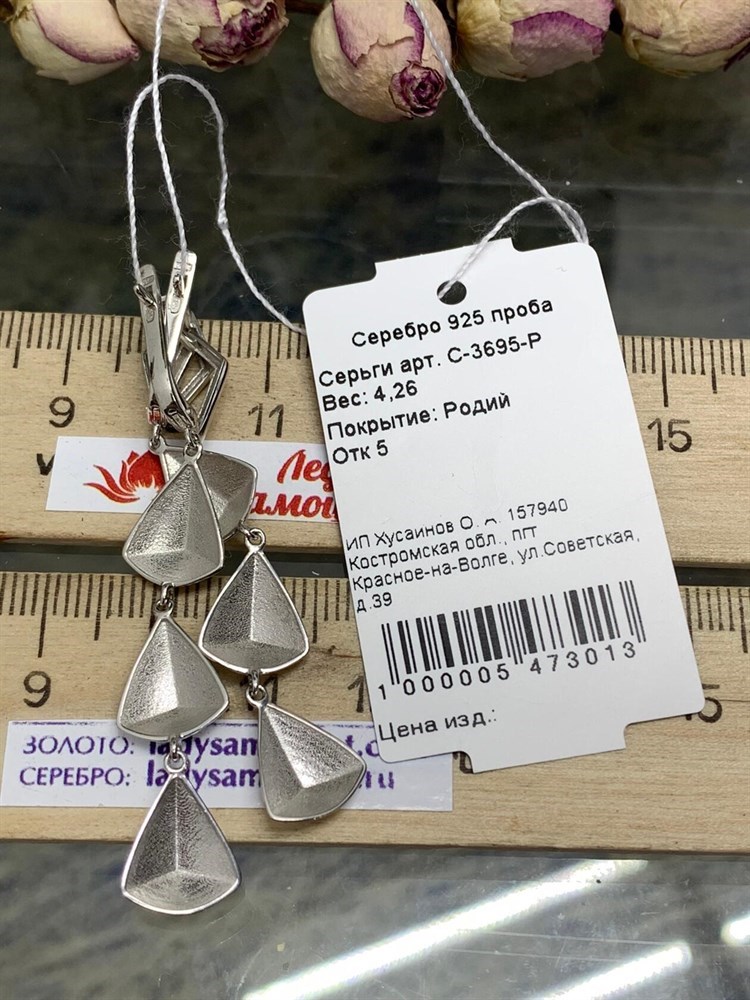 Серебро 925 проба
Серьги арт. С-3695-Р
Вес: 4,26
Покрытие: Родий
Отк 5
ИП Хусаинов О. А. 157940
Костромская обл., пгт
Красное-на-Волге, ул.Советская,
д.39
1 000005 473013
Цена изд.:
9
11
15
9
ЗОЛОТО:
СЕРЕБРО: